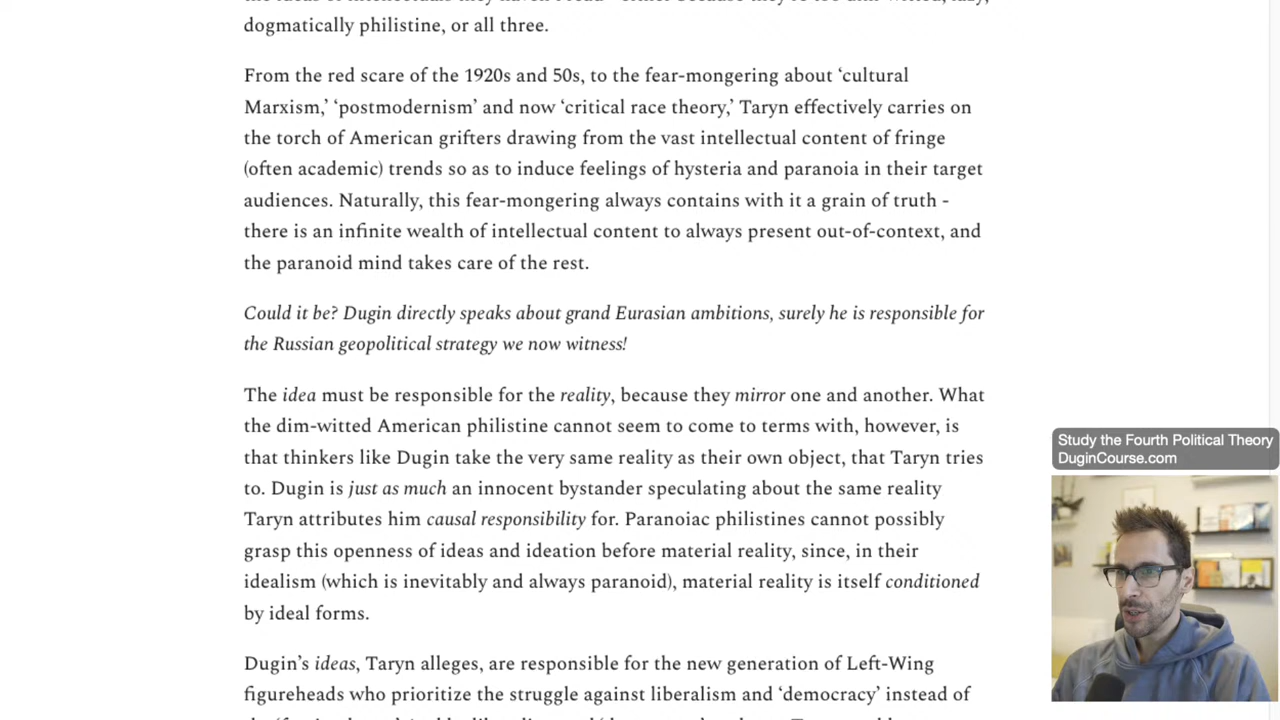 dogmatically philistine, or all three.
From the red scare of the 1920s and 50s, to the fear-mongering about ‘cultural
Marxism,’ ‘postmodernism’ and now ‘critical race theory,’ Taryn effectively carries on
the torch of American grifters drawing from the vast intellectual content of fringe
(often academic) trends so as to induce feelings of hysteria and paranoia in their target
audiences. Naturally, this fear-mongering always contains with it a grain of truth -
there is an infinite wealth of intellectual content to always present out-of-context, and
the paranoid mind takes care of the rest.
Could it be? Dugin directly speaks about grand Eurasian ambitions, surely he is responsible for
the Russian geopolitical strategy we now witness!
The idea must be responsible for the reality, because they mirror one and another. What
the dim-witted American philistine cannot seem to come to terms with, however, is
that thinkers like Dugin take the very same reality as their own object, that Taryn tries
to. Dugin is just as much an innocent bystander speculating about the same reality
Taryn attributes him causal responsibility for. Paranoiac philistines cannot possibly
grasp this openness of ideas and ideation before material reality, since, in their
idealism (which is inevitably and always paranoid), material reality is itself conditioned
by ideal forms.
Dugin’s ideas, Taryn alleges, are responsible for the new generation of Left-Wing
figureheads who prioritize the struggle against liberalism and ‘democracy’ instead of
Study the Fourth Political Theory
DuginCourse.com